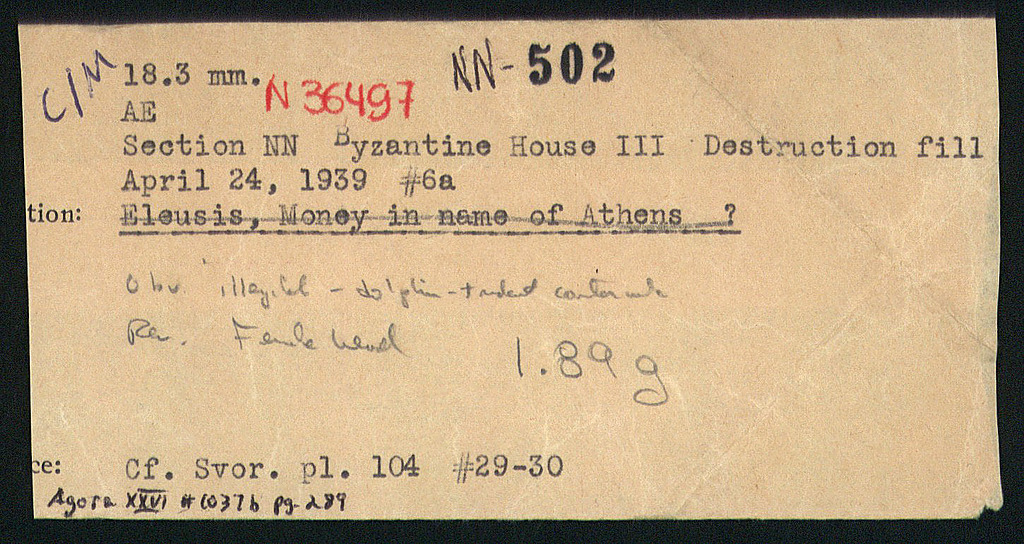 C/M 18.3 mm. N 36497 NN- 502
AE
Section NN Byzantine House III Destruction fill
April 24, 1939 #6a
tion: Eleusis, Money in name of Athens ?
Obv. illegible - dolphin - trident countermk
Rev. Female head 1.89 g
ce: Cf. Svor. pl. 104 #29-30
Agora XXVI # 1037b pg. 289